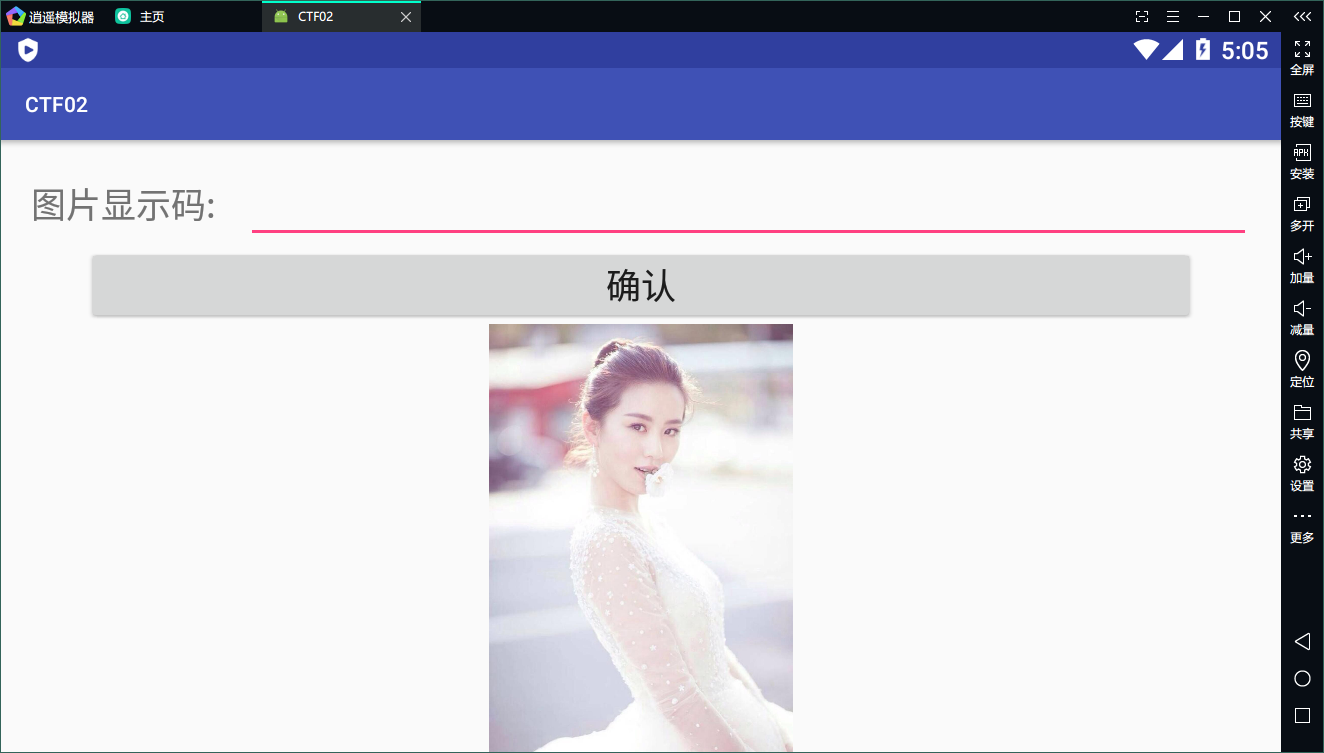 逍遥模拟器 主页 CTF02
5:05
CTF02
图片显示码:
确认
全屏
按键
APK
安装
多开
加量
减量
定位
共享
设置
更多